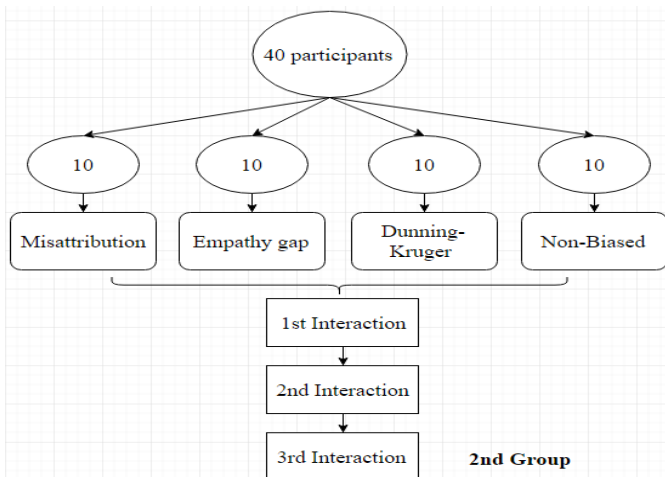 40 participants
10
10
10
10
Misattribution
Empathy gap
Dunning-
Kruger
Non-Biased
1st Interaction
2nd Interaction
3rd Interaction
2nd Group